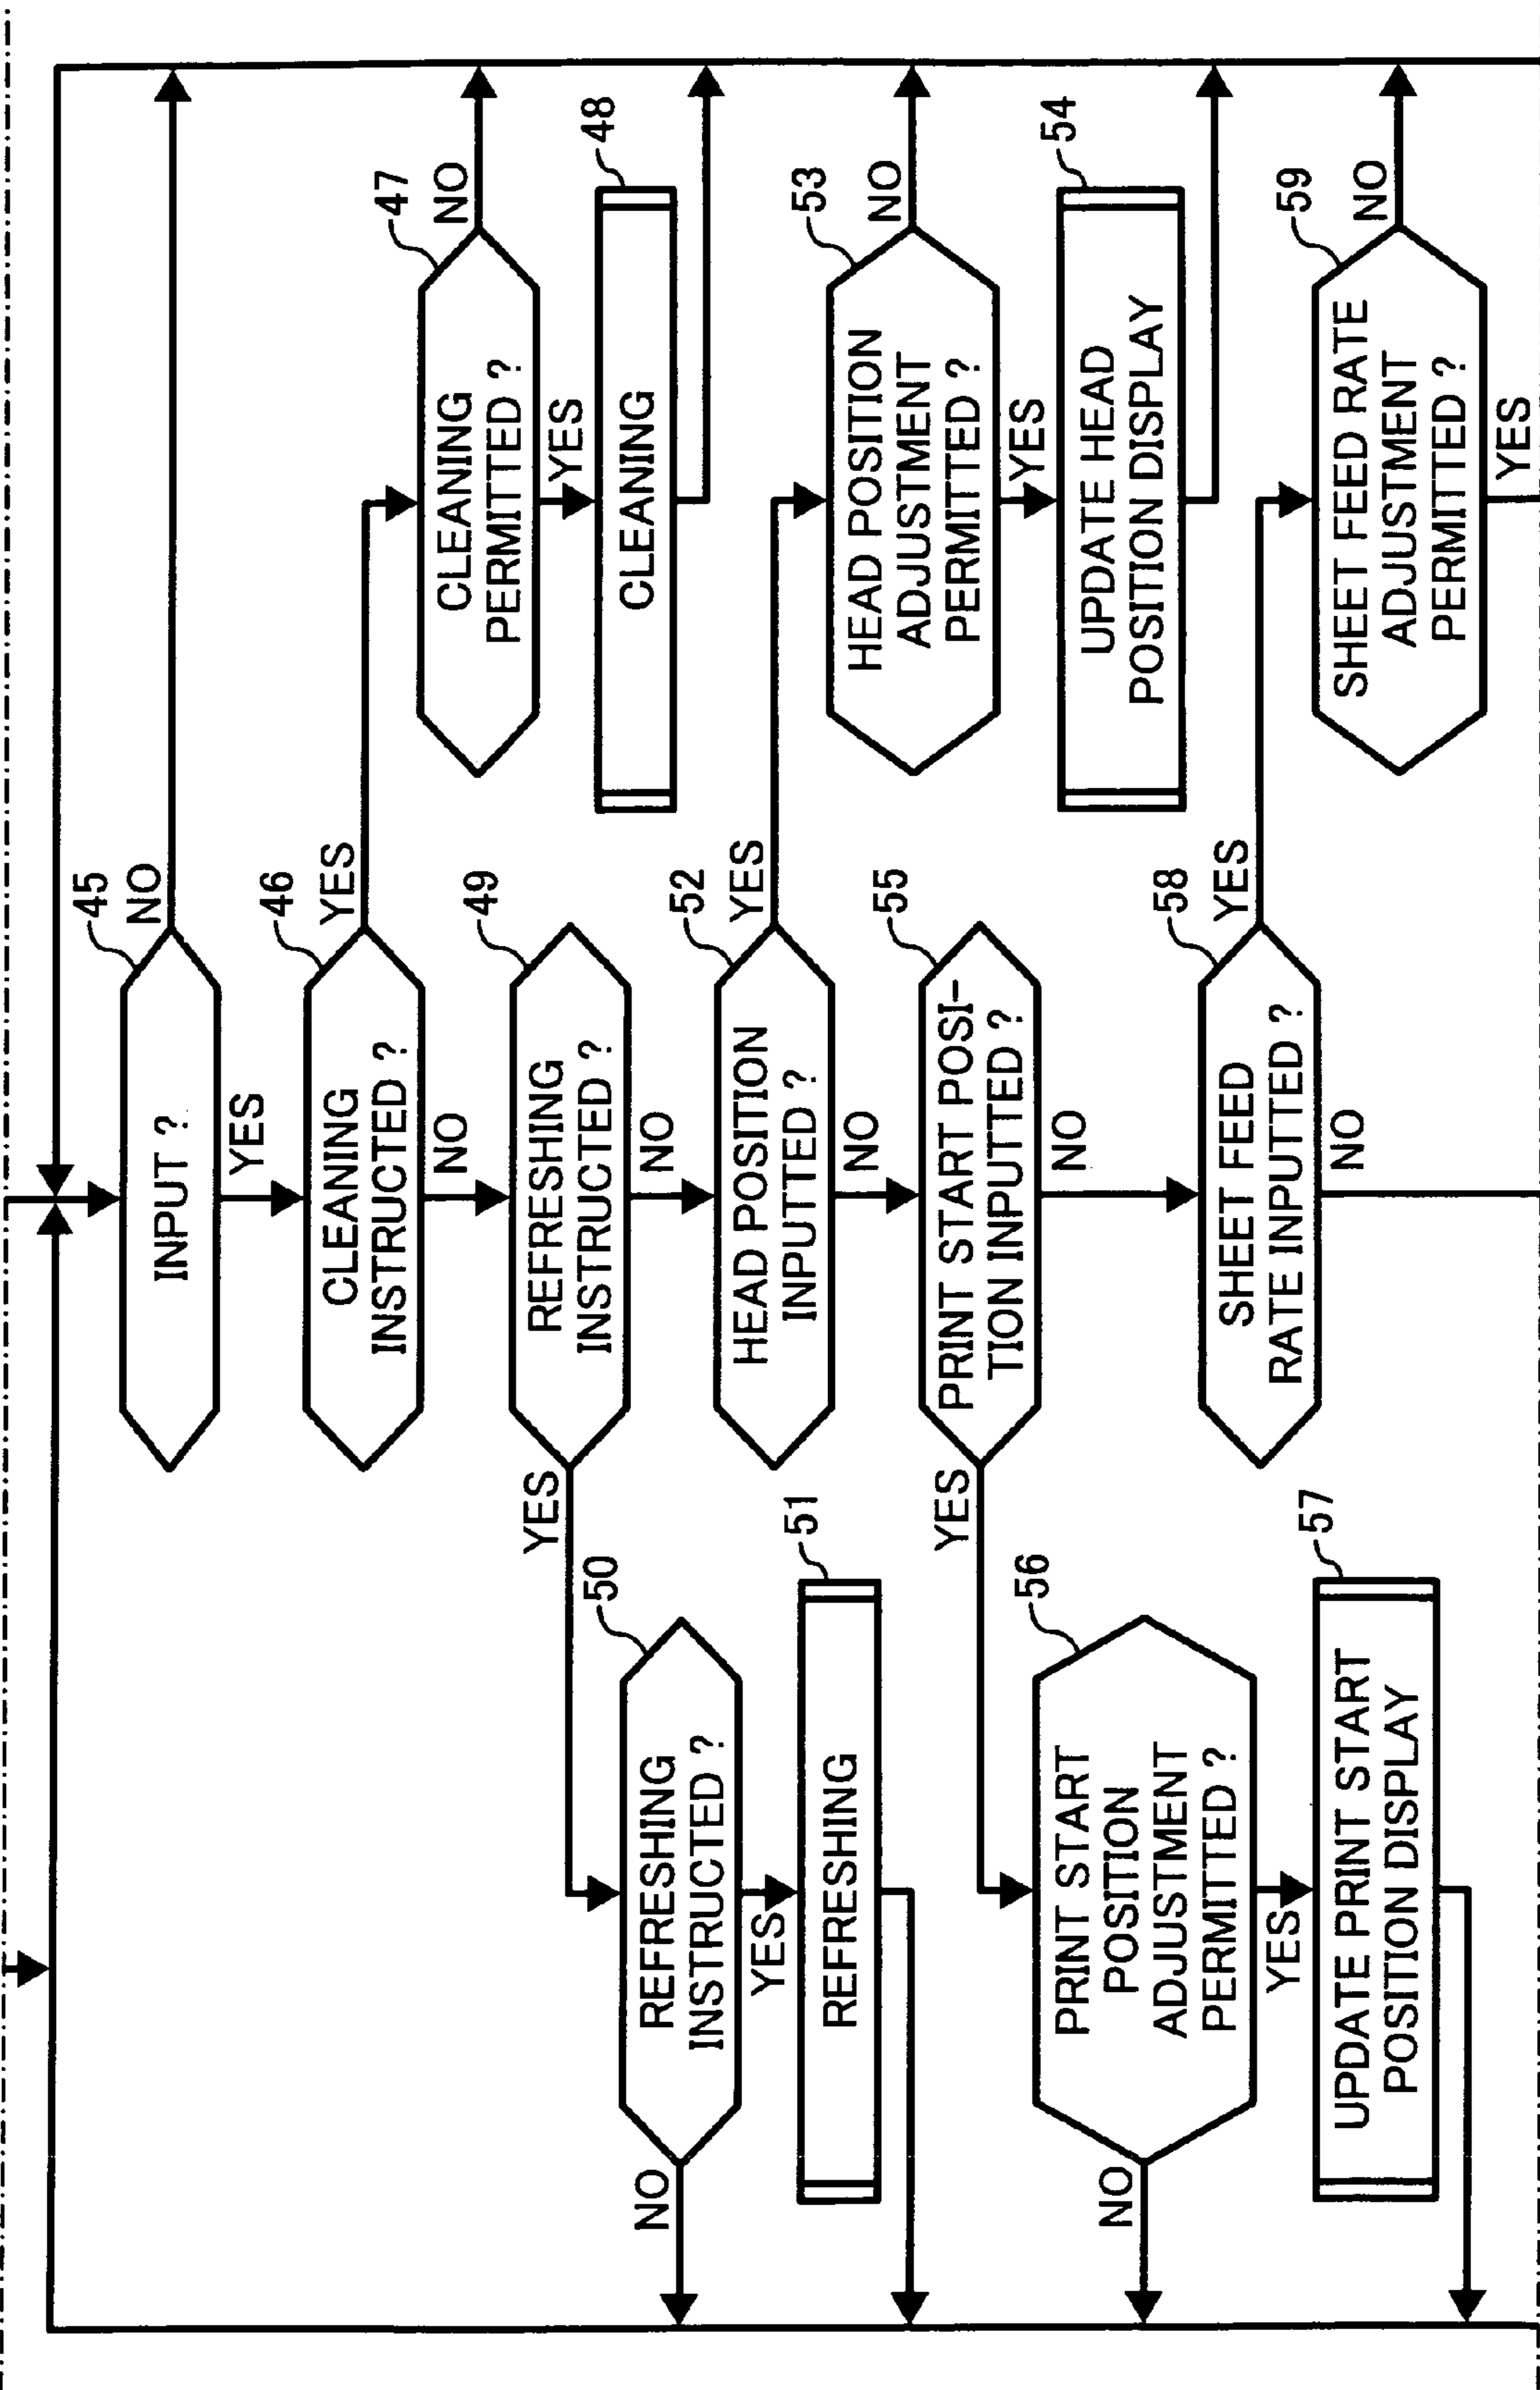 45
INPUT ?
NO
YES
46
CLEANING
INSTRUCTED ?
YES
NO
47
CLEANING
PERMITTED ?
NO
YES
48
CLEANING
49
REFRESHING
INSTRUCTED ?
YES
NO
50
REFRESHING
INSTRUCTED ?
NO
YES
51
REFRESHING
52
HEAD POSITION
INPUTTED ?
YES
NO
53
HEAD POSITION
ADJUSTMENT
PERMITTED ?
NO
YES
54
UPDATE HEAD
POSITION DISPLAY
55
PRINT START POSI-
TION INPUTTED ?
YES
NO
56
PRINT START
POSITION
ADJUSTMENT
PERMITTED ?
NO
YES
57
UPDATE PRINT START
POSITION DISPLAY
58
SHEET FEED
RATE INPUTTED ?
YES
NO
59
SHEET FEED RATE
ADJUSTMENT
PERMITTED ?
NO
YES